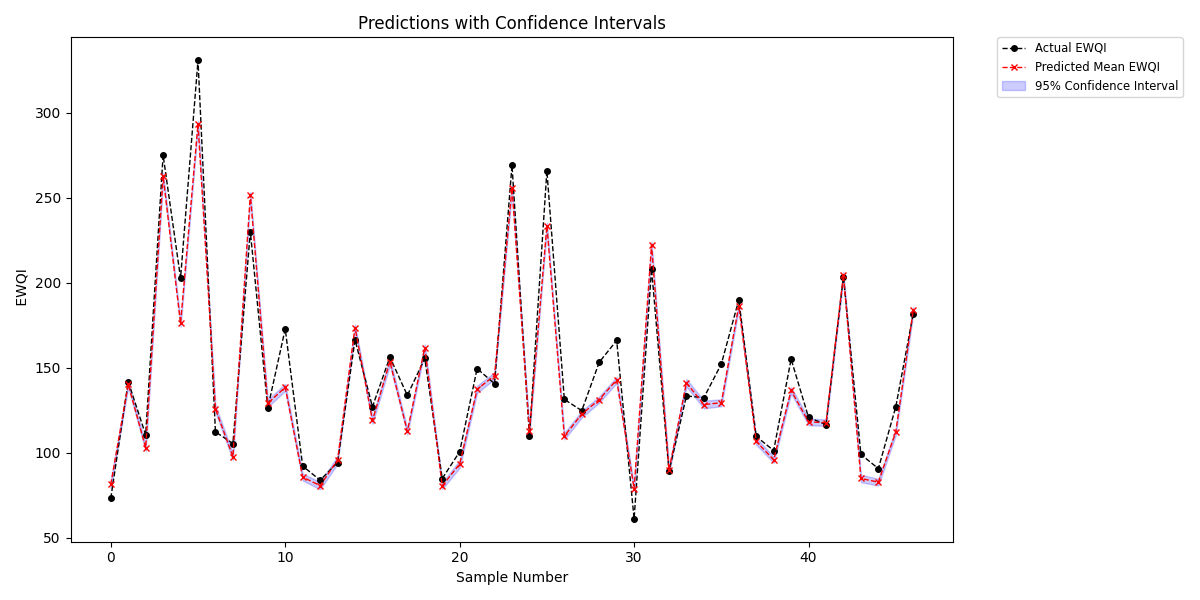 Predictions with Confidence Intervals
Actual EWQI
Predicted Mean EWQI
95% Confidence Interval
EWQI
300
250
200
150
100
50
0 10 20 30 40
Sample Number